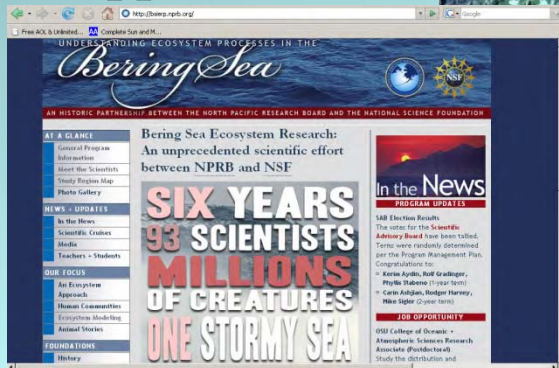 http://bsierp.nprb.org/
Google
Free AOL & Unlimited...
AA Complete Sun and M...
UNDERSTANDING ECOSYSTEM PROCESSES IN THE
Bering Sea
NSF
AN HISTORIC PARTNERSHIP BETWEEN THE NORTH PACIFIC RESEARCH BOARD AND THE NATIONAL SCIENCE FOUNDATION
AT A GLANCE
General Program
Information
Meet the Scientists
Study Region Map
Photo Gallery
NEWS + UPDATES
In the News
Scientific Cruises
Media
Teachers + Students
OUR FOCUS
An Ecosystem
Approach
Human Communities
Ecosystem Modeling
Animal Stories
FOUNDATIONS
History
Bering Sea Ecosystem Research:
An unprecedented scientific effort
between NPRB and NSF
SIX YEARS
93 SCIENTISTS
MILLIONS
OF CREATURES
ONE STORMY SEA
In the News
PROGRAM UPDATES
SAB Election Results
The votes for the Scientific
Advisory Board have been tallied.
Terms were randomly determined
per the Program Management Plan.
Congratulations to:
Kerim Aydin, Rolf Gradinger,
Phyllis Stabeno (1-year term)
Carin Ashjian, Rodger Harvey,
Mike Sigler (2-year term)
JOB OPPORTUNITY
OSU College of Oceanic +
Atmospheric Sciences Research
Associate (Postdoctoral)
Study the distribution and